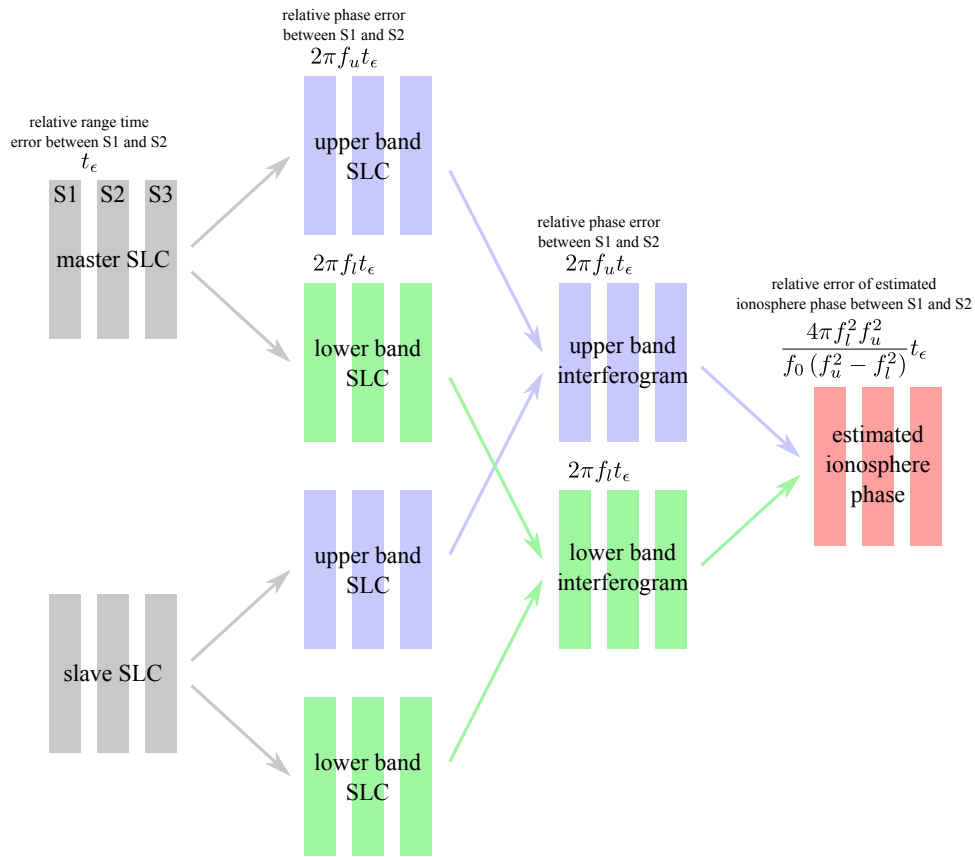 relative phase error
between S1 and S2
2πf_u t_ϵ
upper band
SLC
relative range time
error between S1 and S2
t_ϵ
S1 S2 S3
master SLC
2πf_l t_ϵ
lower band
SLC
upper band
SLC
slave SLC
lower band
SLC
relative phase error
between S1 and S2
2πf_u t_ϵ
upper band
interferogram
2πf_l t_ϵ
lower band
interferogram
relative error of estimated
ionosphere phase between S1 and S2
\frac{4πf_l^2 f_u^2}{f_0 (f_u^2 − f_l^2)} t_ϵ
estimated
ionosphere
phase